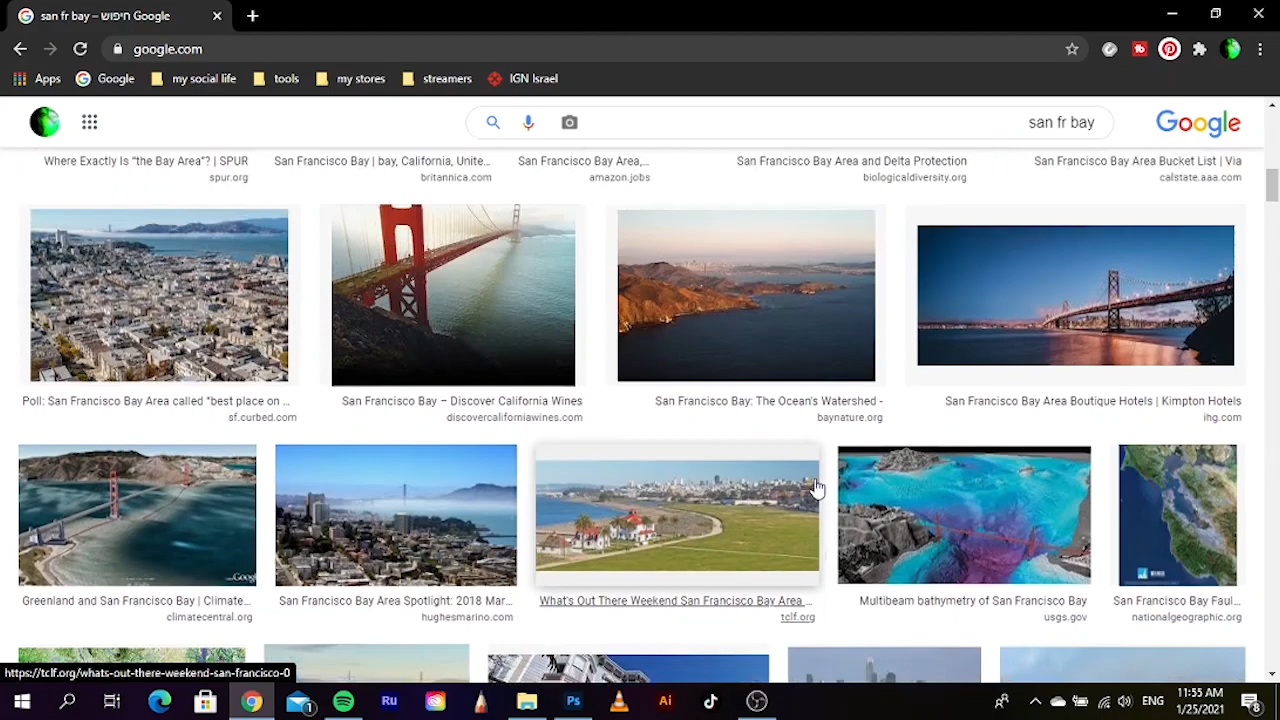 san fr bay – חיפוש Google
google.com
Apps Google my social life tools my stores streamers IGN Israel
san fr bay Google
Where Exactly Is “the Bay Area”? | SPUR
spur.org
San Francisco Bay | bay, California, Unite...
britannica.com
San Francisco Bay Area,...
amazon.jobs
San Francisco Bay Area and Delta Protection
biologicaldiversity.org
San Francisco Bay Area Bucket List | Via
calstate.aaa.com
Poll: San Francisco Bay Area called "best place on ...
sf.curbed.com
San Francisco Bay – Discover California Wines
discovercaliforniawines.com
San Francisco Bay: The Ocean's Watershed -
baynature.org
San Francisco Bay Area Boutique Hotels | Kimpton Hotels
ihg.com
Greenland and San Francisco Bay | Climate...
climatecentral.org
San Francisco Bay Area Spotlight: 2018 Mar...
hughesmarino.com
What's Out There Weekend San Francisco Bay Area ...
tclf.org
Multibeam bathymetry of San Francisco Bay
usgs.gov
San Francisco Bay Faul...
nationalgeographic.org
https://tclf.org/whats-out-there-weekend-san-francisco-0
1 Ru Ps Ai ENG
11:55 AM
1/25/2021
8